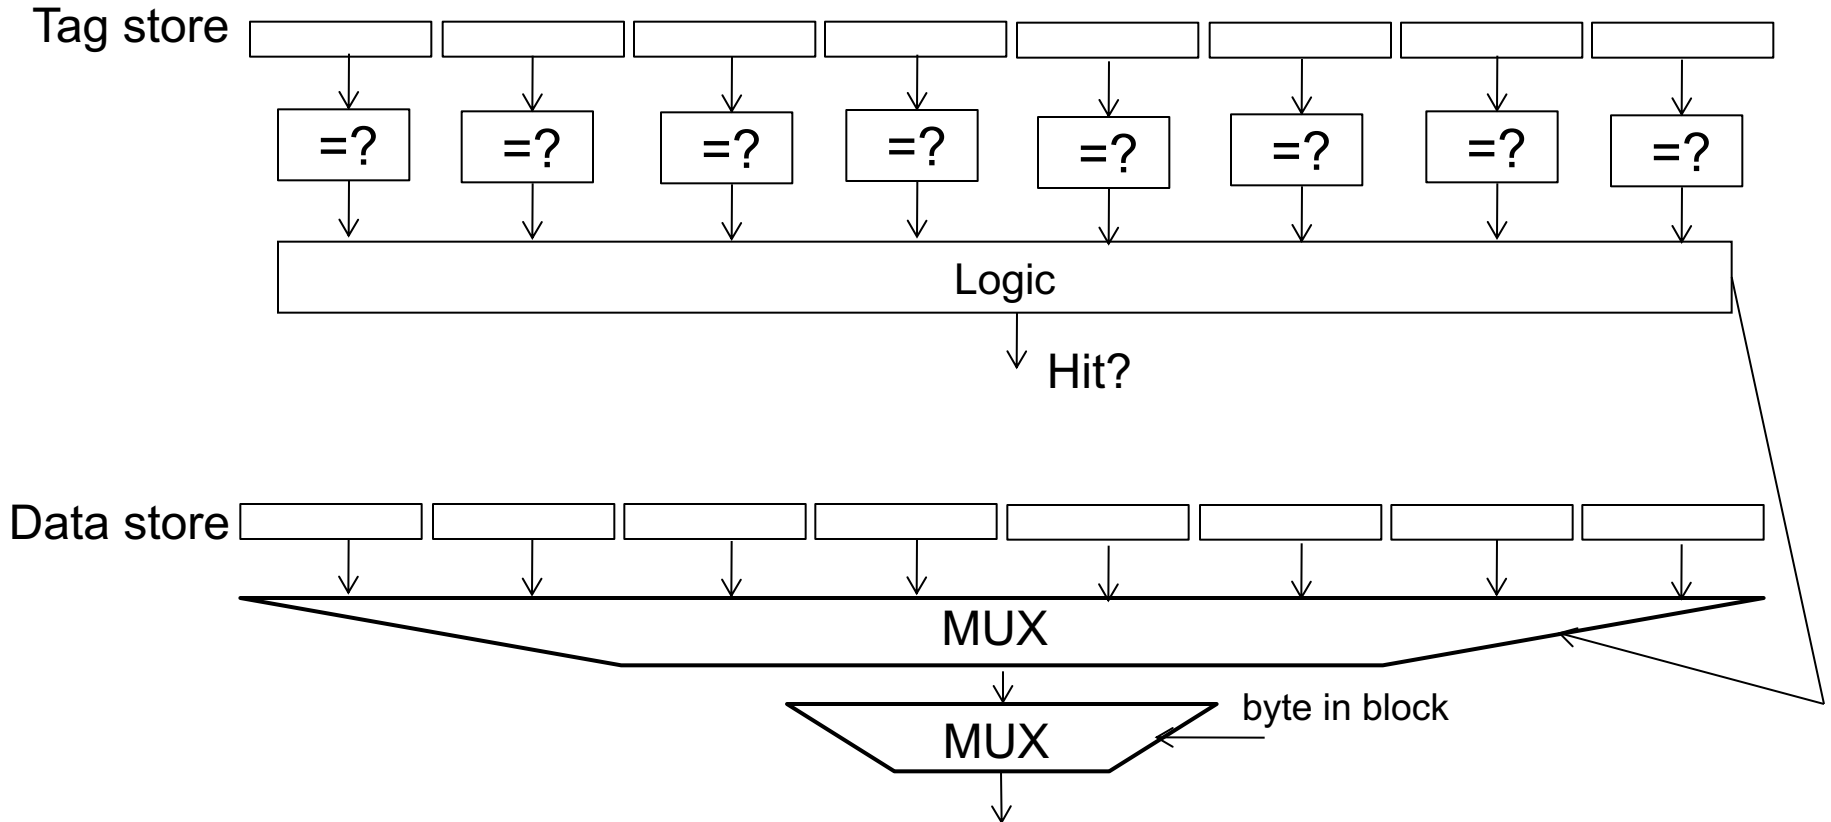 Tag store
=? =? =? =? =? =? =? =?
Logic
Hit?
Data store
MUX
byte in block
MUX